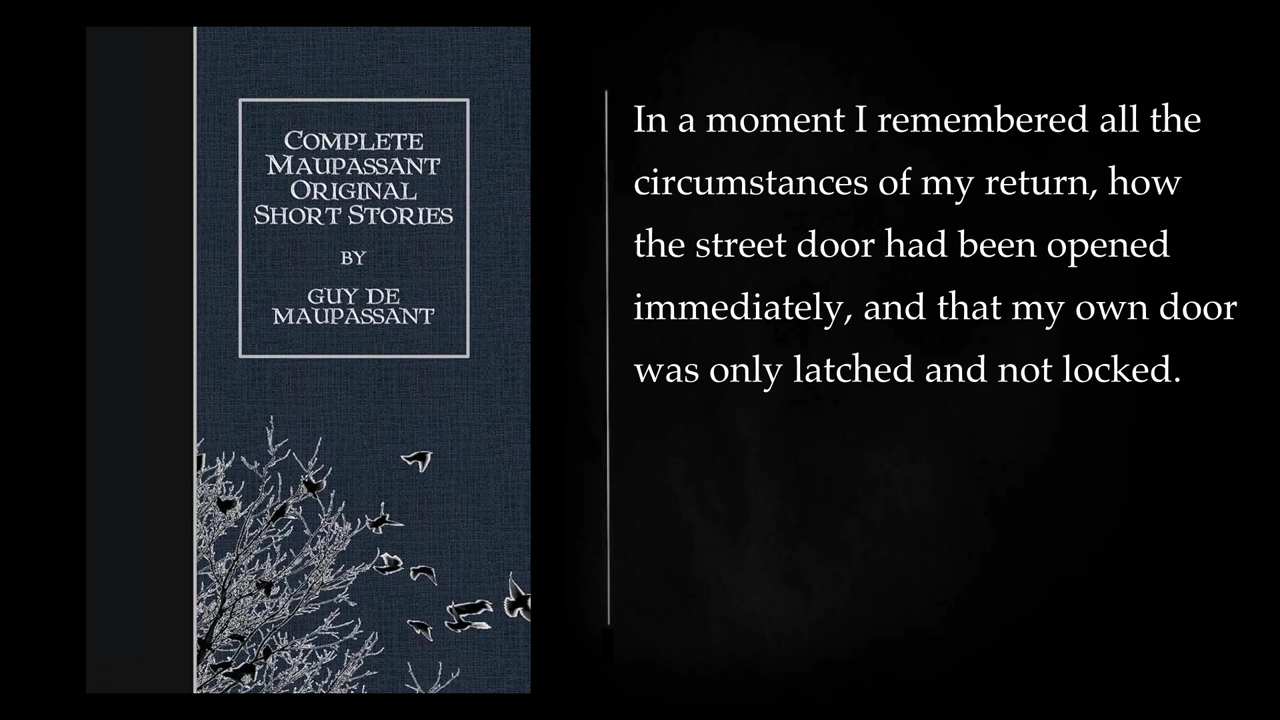 COMPLETE
MAUPASSANT
ORIGINAL
SHORT STORIES
BY
GUY DE
MAUPASSANT
In a moment I remembered all the
circumstances of my return, how
the street door had been opened
immediately, and that my own door
was only latched and not locked.